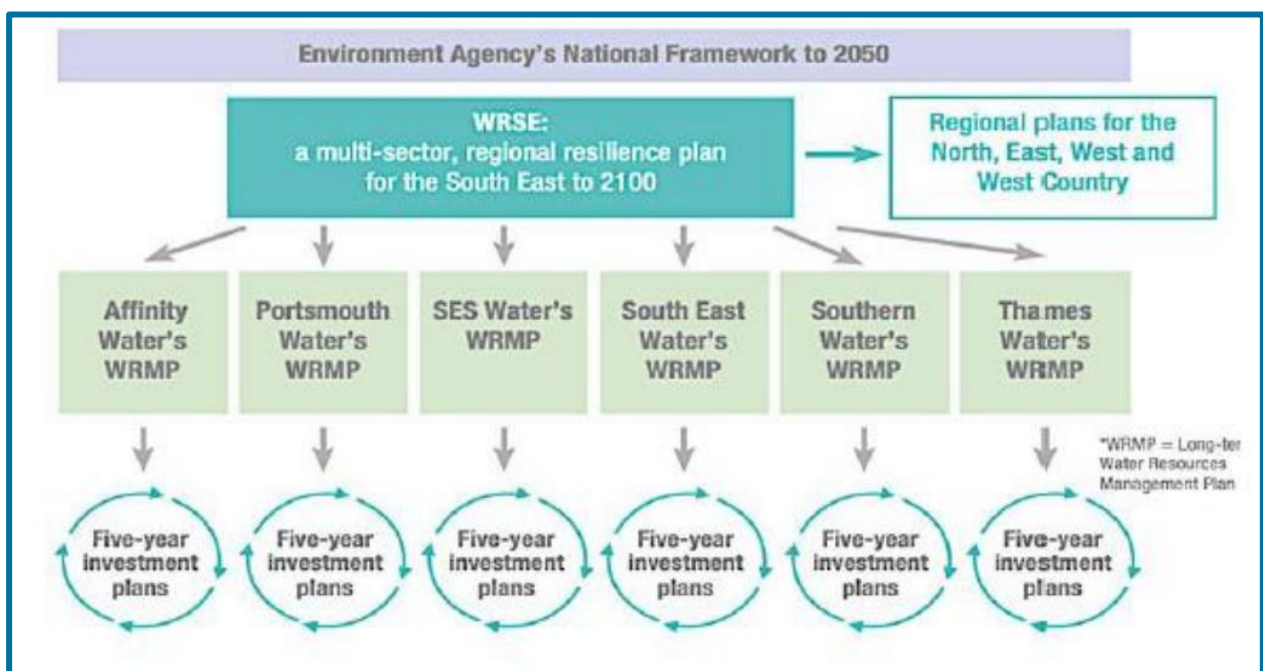 Environment Agency's National Framework to 2050
WRSE:
a multi-sector, regional resilience plan
for the South East to 2100
Regional plans for the
North, East, West and
West Country
Affinity
Water's
WRMP
Portsmouth
Water's
WRMP
SES Water's
WRMP
South East
Water's
WRMP
Southern
Water's
WRMP
Thames
Water's
WRMP
*WRMP = Long-ter
Water Resources
Management Plan
Five-year
investment
plans
Five-year
investment
plans
Five-year
investment
plans
Five-year
investment
plans
Five-year
investment
plans
Five-year
investment
plans